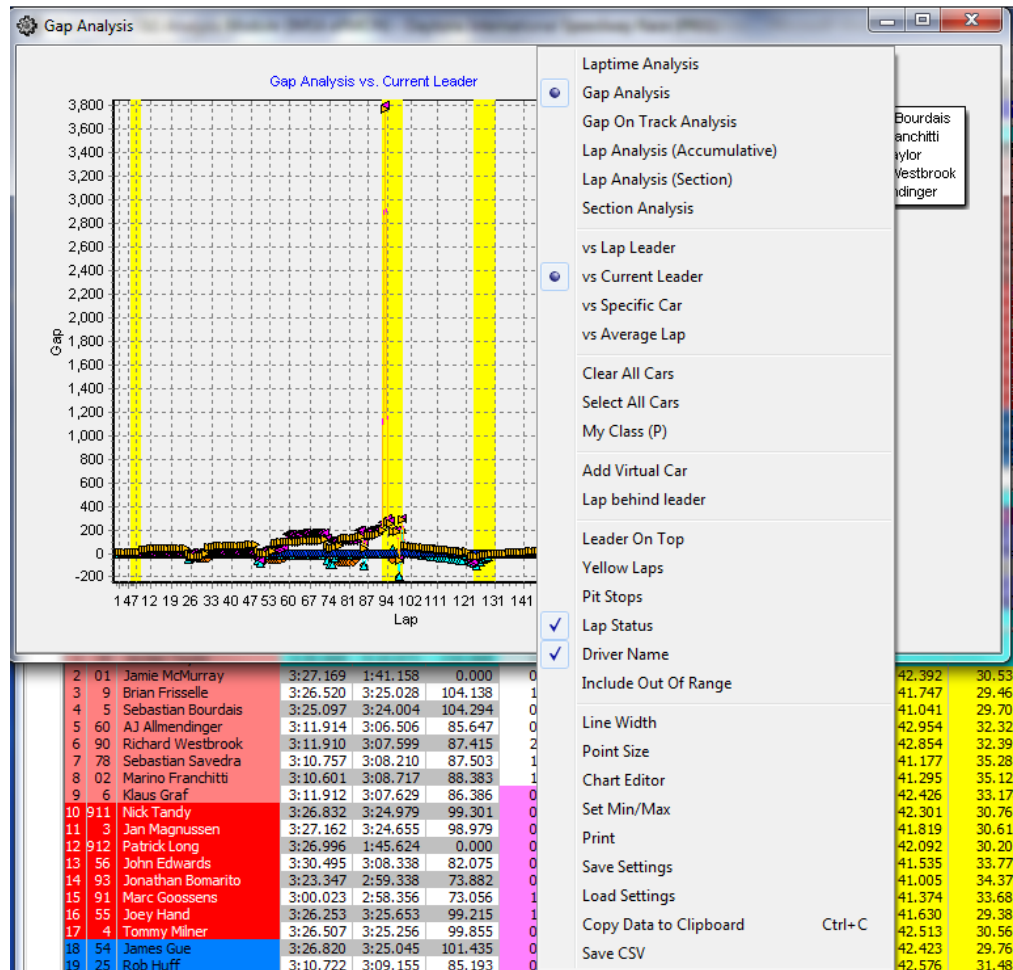 Gap Analysis
Gap Analysis vs. Current Leader
3,800
3,600
3,400
3,200
3,000
2,800
2,600
2,400
2,200
2,000
1,800
1,600
1,400
1,200
1,000
800
600
400
200
0
-200
Gap
1 4 7 12 19 26 33 40 47 53 60 67 74 81 87 94 102 111 121 131 141
Lap
Bourdais
anchitti
aylor
Westbrook
ndinger
Laptime Analysis
Gap Analysis
Gap On Track Analysis
Lap Analysis (Accumulative)
Lap Analysis (Section)
Section Analysis
vs Lap Leader
vs Current Leader
vs Specific Car
vs Average Lap
Clear All Cars
Select All Cars
My Class (P)
Add Virtual Car
Lap behind leader
Leader On Top
Yellow Laps
Pit Stops
Lap Status
Driver Name
Include Out Of Range
Line Width
Point Size
Chart Editor
Set Min/Max
Print
Save Settings
Load Settings
Copy Data to Clipboard Ctrl+C
Save CSV
2 01 Jamie McMurray 3:27.169 1:41.158 0.000 0 42.392 30.53
3 9 Brian Frisselle 3:26.520 3:25.028 104.138 1 41.747 29.46
4 5 Sebastian Bourdais 3:25.097 3:24.004 104.294 0 41.041 29.70
5 60 AJ Allmendinger 3:11.914 3:06.506 85.647 0 42.954 32.32
6 90 Richard Westbrook 3:11.910 3:07.599 87.415 2 42.854 32.39
7 78 Sebastian Savedra 3:10.757 3:08.210 87.503 1 41.177 35.28
8 02 Marino Franchitti 3:10.601 3:08.717 88.383 1 41.295 35.12
9 6 Klaus Graf 3:11.912 3:07.629 86.386 0 42.426 33.17
10 911 Nick Tandy 3:26.832 3:24.979 99.301 0 42.301 30.76
11 3 Jan Magnussen 3:27.162 3:24.655 98.979 0 41.819 30.61
12 912 Patrick Long 3:26.996 1:45.624 0.000 0 42.092 30.20
13 56 John Edwards 3:30.495 3:08.338 82.075 0 41.535 33.77
14 93 Jonathan Bomarito 3:23.347 2:59.338 73.882 0 41.005 34.37
15 91 Marc Goossens 3:00.023 2:58.356 73.056 1 41.374 33.68
16 55 Joey Hand 3:26.253 3:25.653 99.215 1 41.630 29.38
17 4 Tommy Milner 3:26.507 3:25.256 99.855 0 42.513 30.56
18 54 James Gue 3:26.820 3:25.045 101.435 0 42.423 29.76
19 25 Rob Huff 3:10.722 3:09.155 85.193 0 42.576 31.48